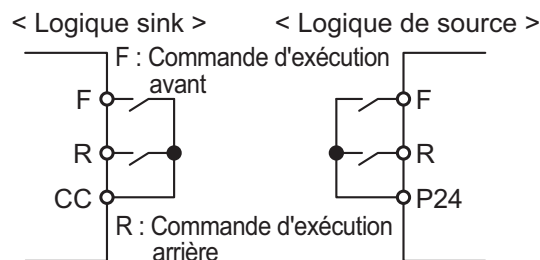 < Logique sink >
< Logique de source >
F : Commande d'exécution
avant
F
R
CC
F
R
P24
R : Commande d'exécution
arrière